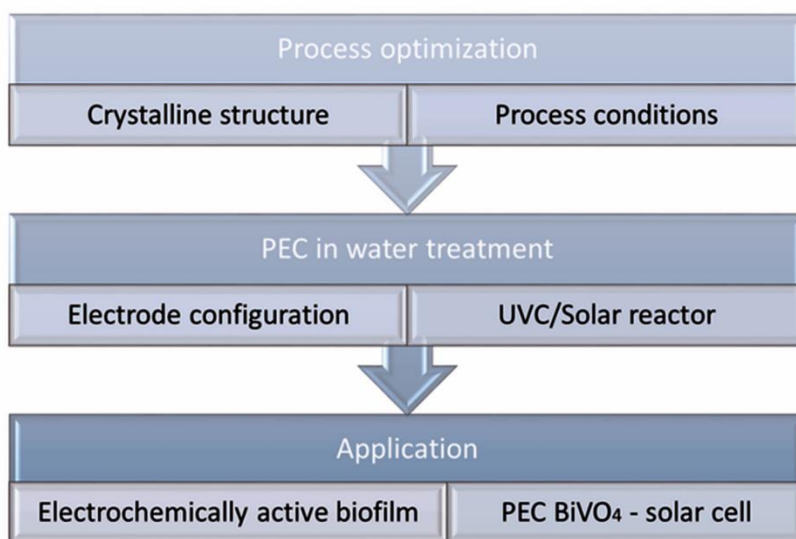 Process optimization
Crystalline structure
Process conditions
PEC in water treatment
Electrode configuration
UVC/Solar reactor
Application
Electrochemically active biofilm
PEC BiVO₄ - solar cell